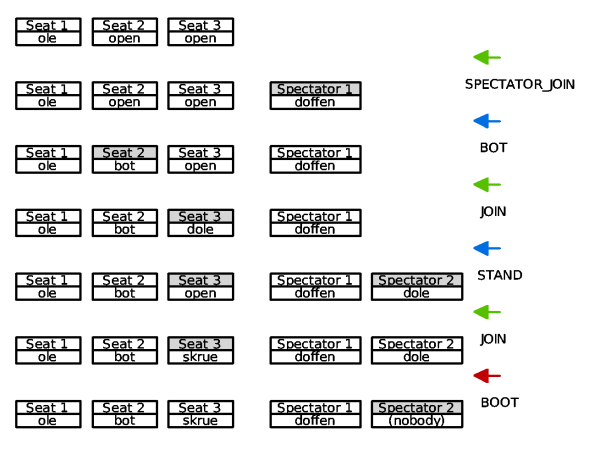 Seat 1 Seat 2 Seat 3
ole open open
SPECTATOR_JOIN
Seat 1 Seat 2 Seat 3 Spectator 1
ole open open doffen
BOT
Seat 1 Seat 2 Seat 3 Spectator 1
ole bot open doffen
JOIN
Seat 1 Seat 2 Seat 3 Spectator 1
ole bot dole doffen
STAND
Seat 1 Seat 2 Seat 3 Spectator 1 Spectator 2
ole bot open doffen dole
JOIN
Seat 1 Seat 2 Seat 3 Spectator 1 Spectator 2
ole bot skrue doffen dole
BOOT
Seat 1 Seat 2 Seat 3 Spectator 1 Spectator 2
ole bot skrue doffen (nobody)